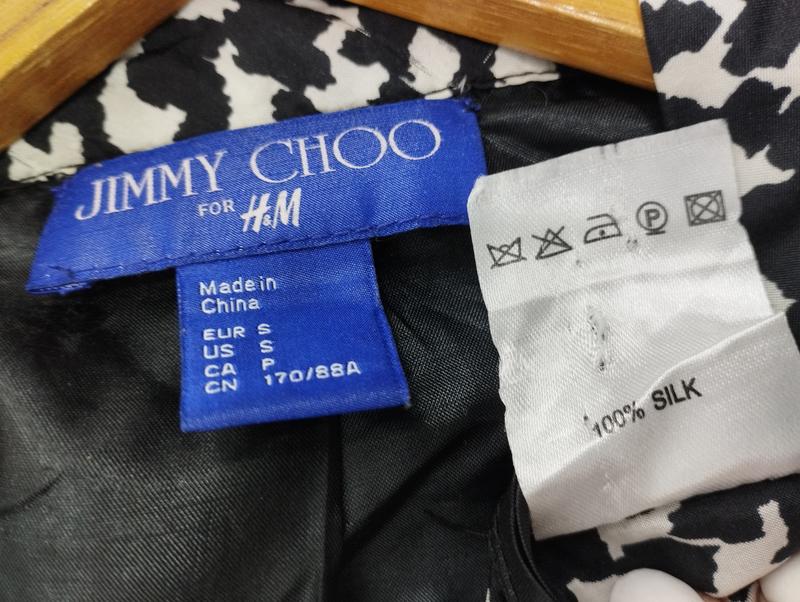 JIMMY CHOO
FOR H&M
Made in
China
EUR S
US S
CA P
CN 170/88A
P
100% SILK